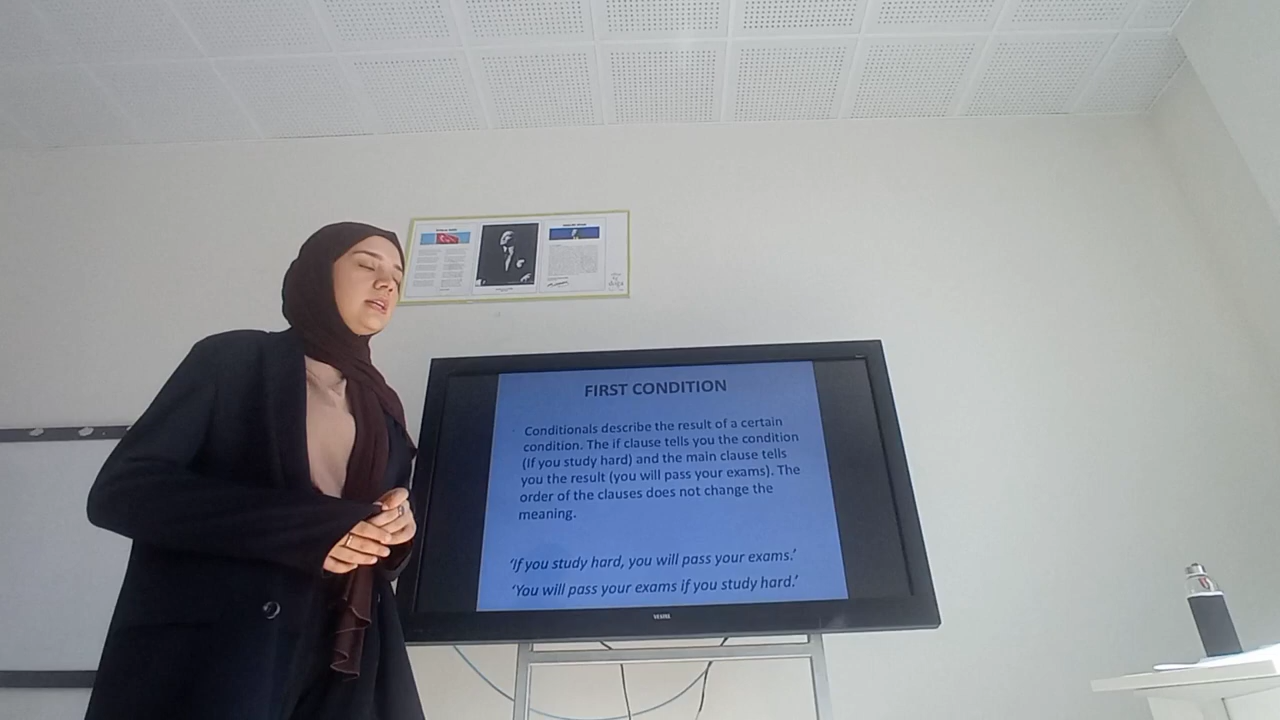 FIRST CONDITION
Conditionals describe the result of a certain
condition. The if clause tells you the condition
(If you study hard) and the main clause tells
you the result (you will pass your exams). The
order of the clauses does not change the
meaning.
'If you study hard, you will pass your exams.'
'You will pass your exams if you study hard.'
VESTEL